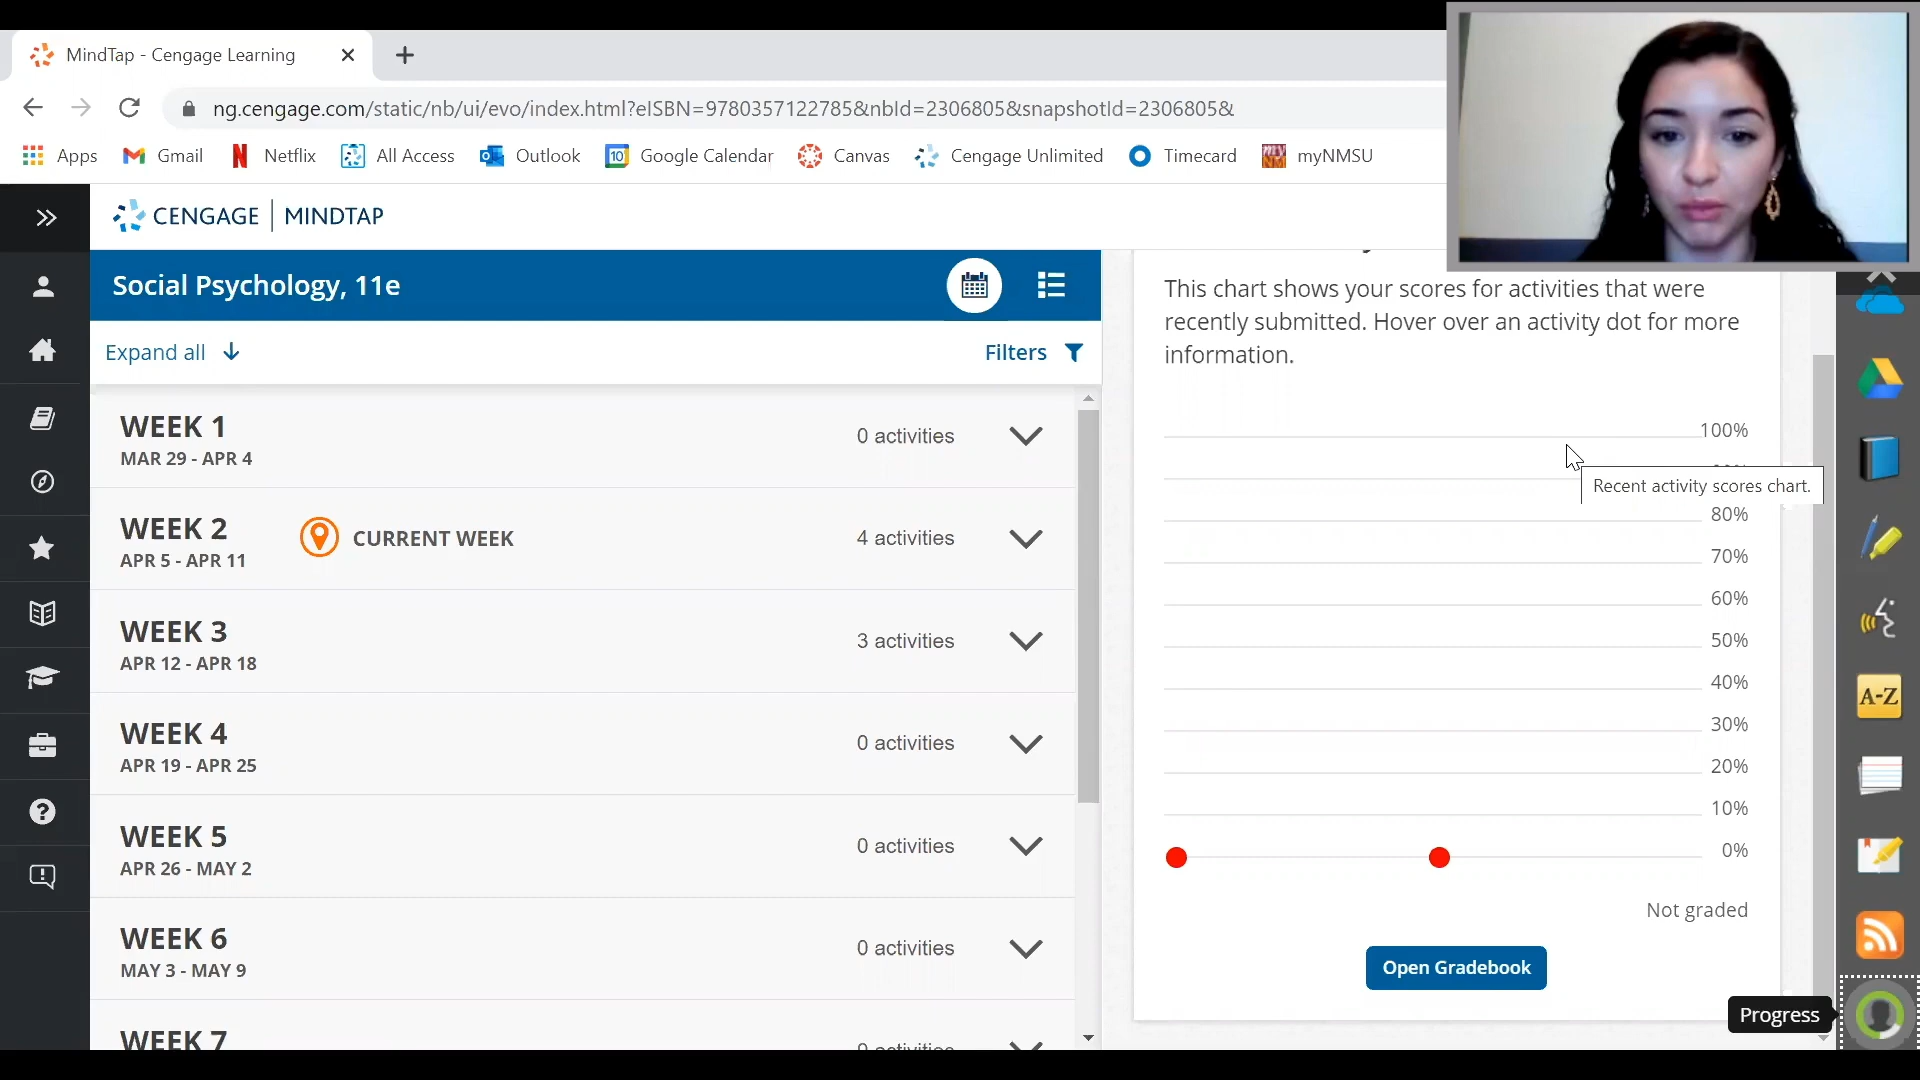 MindTap - Cengage Learning
ng.cengage.com/static/nb/ui/evo/index.html?eISBN=9780357122785&nbId=2306805&snapshotId=2306805&
Apps Gmail Netflix All Access Outlook Google Calendar Canvas Cengage Unlimited Timecard myNMSU
CENGAGE | MINDTAP
Social Psychology, 11e
Expand all
Filters
WEEK 1
MAR 29 - APR 4
0 activities
WEEK 2
APR 5 - APR 11
CURRENT WEEK
4 activities
WEEK 3
APR 12 - APR 18
3 activities
WEEK 4
APR 19 - APR 25
0 activities
WEEK 5
APR 26 - MAY 2
0 activities
WEEK 6
MAY 3 - MAY 9
0 activities
WEEK 7
This chart shows your scores for activities that were
recently submitted. Hover over an activity dot for more
information.
100%
Recent activity scores chart.
80%
70%
60%
50%
40%
30%
20%
10%
0%
Not graded
Open Gradebook
Progress
A-Z